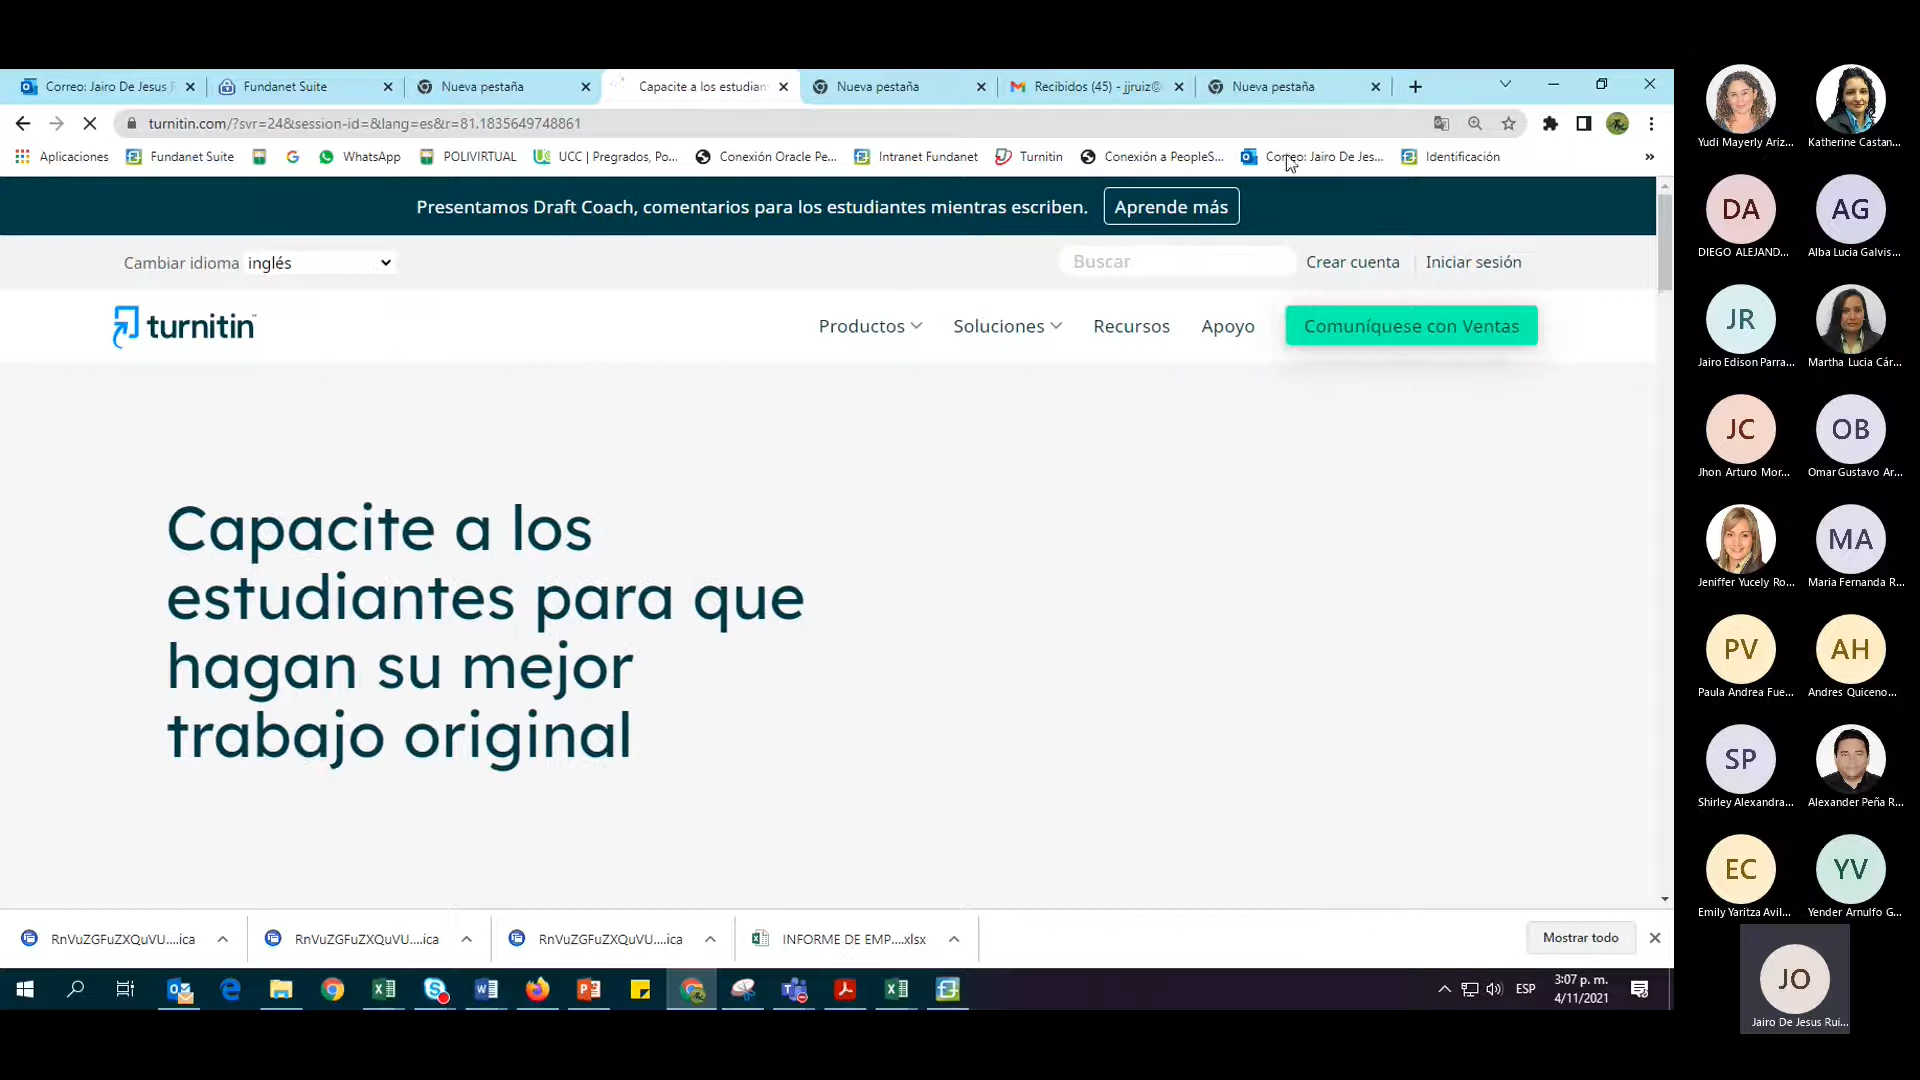 Correo: Jairo De Jesus
Fundanet Suite
Nueva pestaña
Capacite a los estudian
Nueva pestaña
Recibidos (45) - jjruiz@
Nueva pestaña
turnitin.com/?svr=24&session-id=&lang=es&r=81.1835649748861
Aplicaciones
Fundanet Suite
WhatsApp
POLIVIRTUAL
UCC | Pregrados, Po...
Conexión Oracle Pe...
Intranet Fundanet
Turnitin
Conexión a PeopleS...
Correo: Jairo De Jes...
Identificación
Presentamos Draft Coach, comentarios para los estudiantes mientras escriben.
Aprende más
Cambiar idioma inglés
Buscar
Crear cuenta
Iniciar sesión
turnitin
Productos
Soluciones
Recursos
Apoyo
Comuníquese con Ventas
Capacite a los
estudiantes para que
hagan su mejor
trabajo original
RnVuZGFuZXQuVU....ica
RnVuZGFuZXQuVU....ica
RnVuZGFuZXQuVU....ica
INFORME DE EMP....xlsx
Mostrar todo
ESP
3:07 p. m.
4/11/2021
Yudi Mayerly Ariz...
Katherine Castan...
DA
DIEGO ALEJAND...
AG
Alba Lucia Galvis...
JR
Jairo Edison Parra...
Martha Lucia Cár...
JC
Jhon Arturo Mor...
OB
Omar Gustavo Ar...
Jeniffer Yucely Ro...
MA
Maria Fernanda R...
PV
Paula Andrea Fue...
AH
Andres Quiceno...
SP
Shirley Alexandra...
Alexander Peña R...
EC
Emily Yaritza Avil...
YV
Yender Arnulfo G...
JO
Jairo De Jesus Rui...